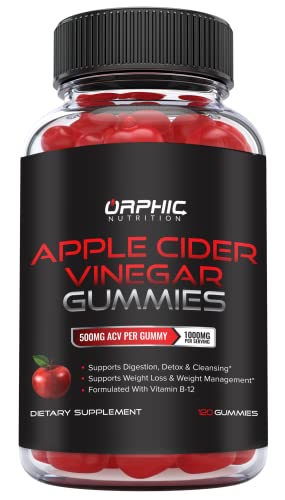 ORPHIC
NUTRITION
APPLE CIDER
VINEGAR
GUMMIES
500MG ACV PER GUMMY
1000MG
PER SERVING
• Supports Digestion, Detox & Cleansing*
• Supports Weight Loss & Weight Management*
• Formulated With Vitamin B-12
DIETARY SUPPLEMENT
120 GUMMIES